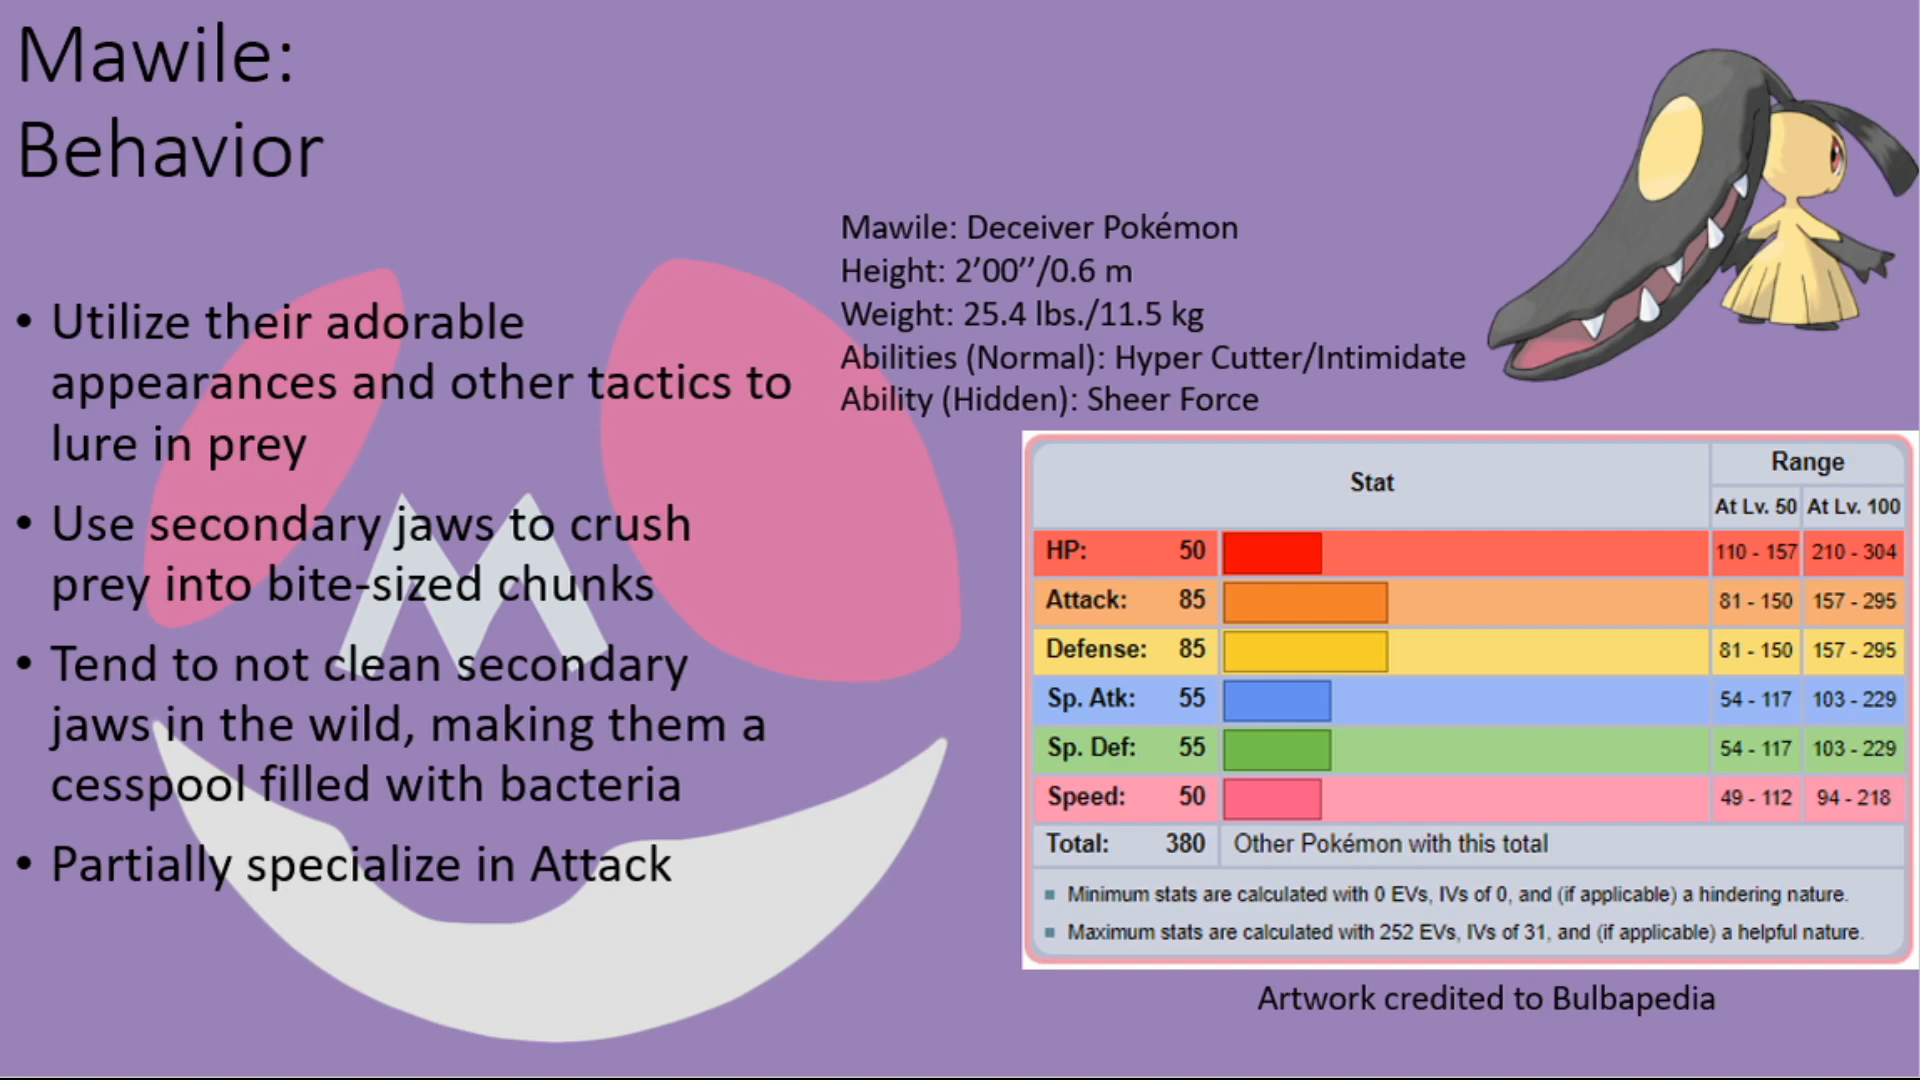 Mawile:
Behavior
• Utilize their adorable
appearances and other tactics to
lure in prey
• Use secondary jaws to crush
prey into bite-sized chunks
• Tend to not clean secondary
jaws in the wild, making them a
cesspool filled with bacteria
• Partially specialize in Attack
Mawile: Deceiver Pokémon
Height: 2’00’’/0.6 m
Weight: 25.4 lbs./11.5 kg
Abilities (Normal): Hyper Cutter/Intimidate
Ability (Hidden): Sheer Force
Stat Range
At Lv. 50 At Lv. 100
HP: 50 110 - 157 210 - 304
Attack: 85 81 - 150 157 - 295
Defense: 85 81 - 150 157 - 295
Sp. Atk: 55 54 - 117 103 - 229
Sp. Def: 55 54 - 117 103 - 229
Speed: 50 49 - 112 94 - 218
Total: 380 Other Pokémon with this total
▪ Minimum stats are calculated with 0 EVs, IVs of 0, and (if applicable) a hindering nature.
▪ Maximum stats are calculated with 252 EVs, IVs of 31, and (if applicable) a helpful nature.
Artwork credited to Bulbapedia
M